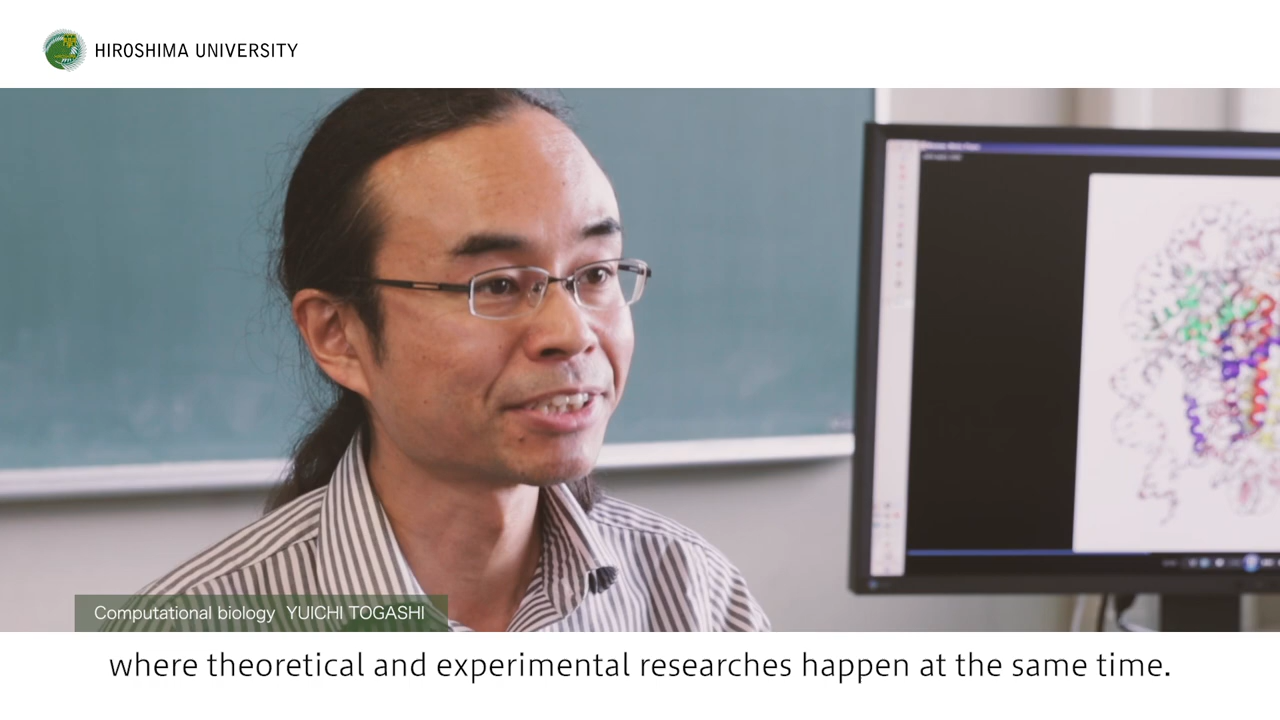 HIROSHIMA UNIVERSITY
Computational biology YUICHI TOGASHI
where theoretical and experimental researches happen at the same time.